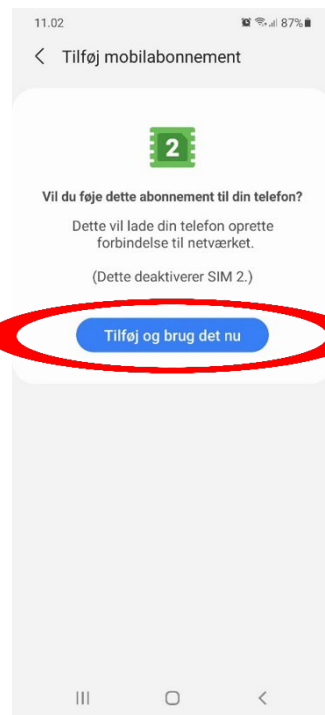 11.02 87%
Tilføj mobilabonnement
2
Vil du føje dette abonnement til din telefon?
Dette vil lade din telefon oprette
forbindelse til netværket.
(Dette deaktiverer SIM 2.)
Tilføj og brug det nu